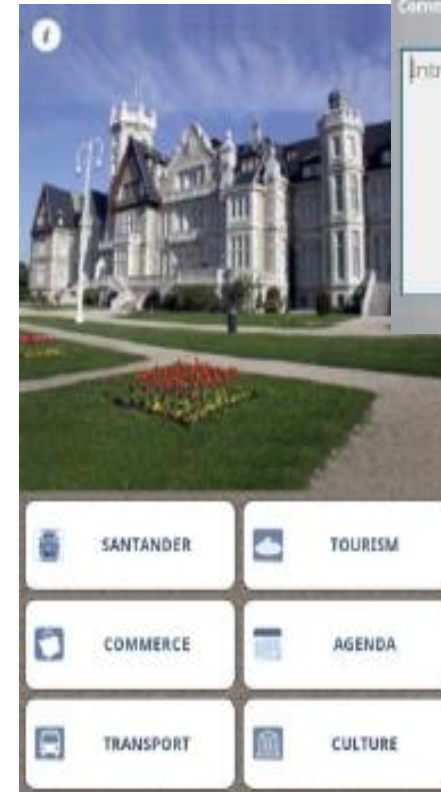 i
SANTANDER
TOURISM
COMMERCE
AGENDA
TRANSPORT
CULTURE